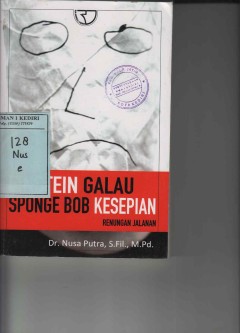 MAN 1 KEDIRI
128
Nus
e
TEIN GALAU
SPONGE BOB KESEPIAN
RENUNGAN JALANAN
Dr. Nusa Putra, S.Fil., M.Pd.